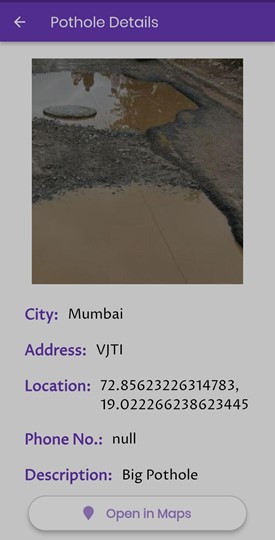 Pothole Details
City: Mumbai
Address: VJTI
Location: 72.85623226314783,
19.022266238623445
Phone No.: null
Description: Big Pothole
Open in Maps